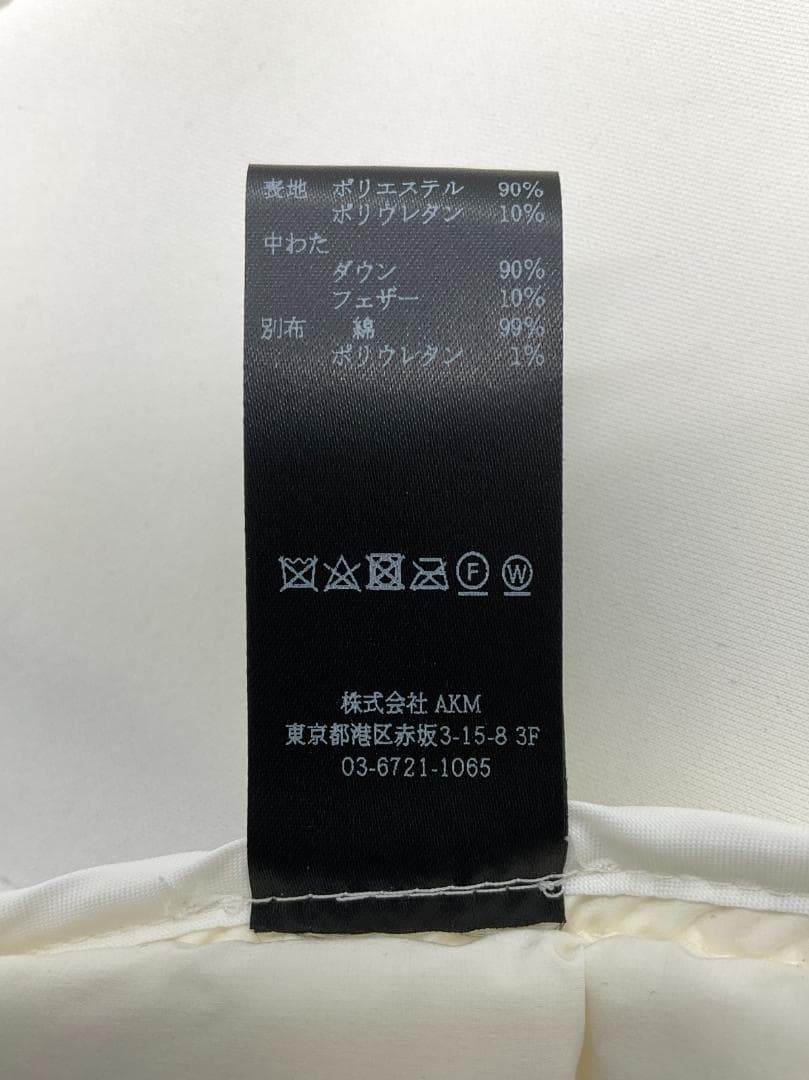 表地 ポリエステル 90%
ポリウレタン 10%
中わた
ダウン 90%
フェザー 10%
別布 綿 99%
ポリウレタン 1%
F W
株式会社 AKM
東京都港区赤坂3-15-8 3F
03-6721-1065